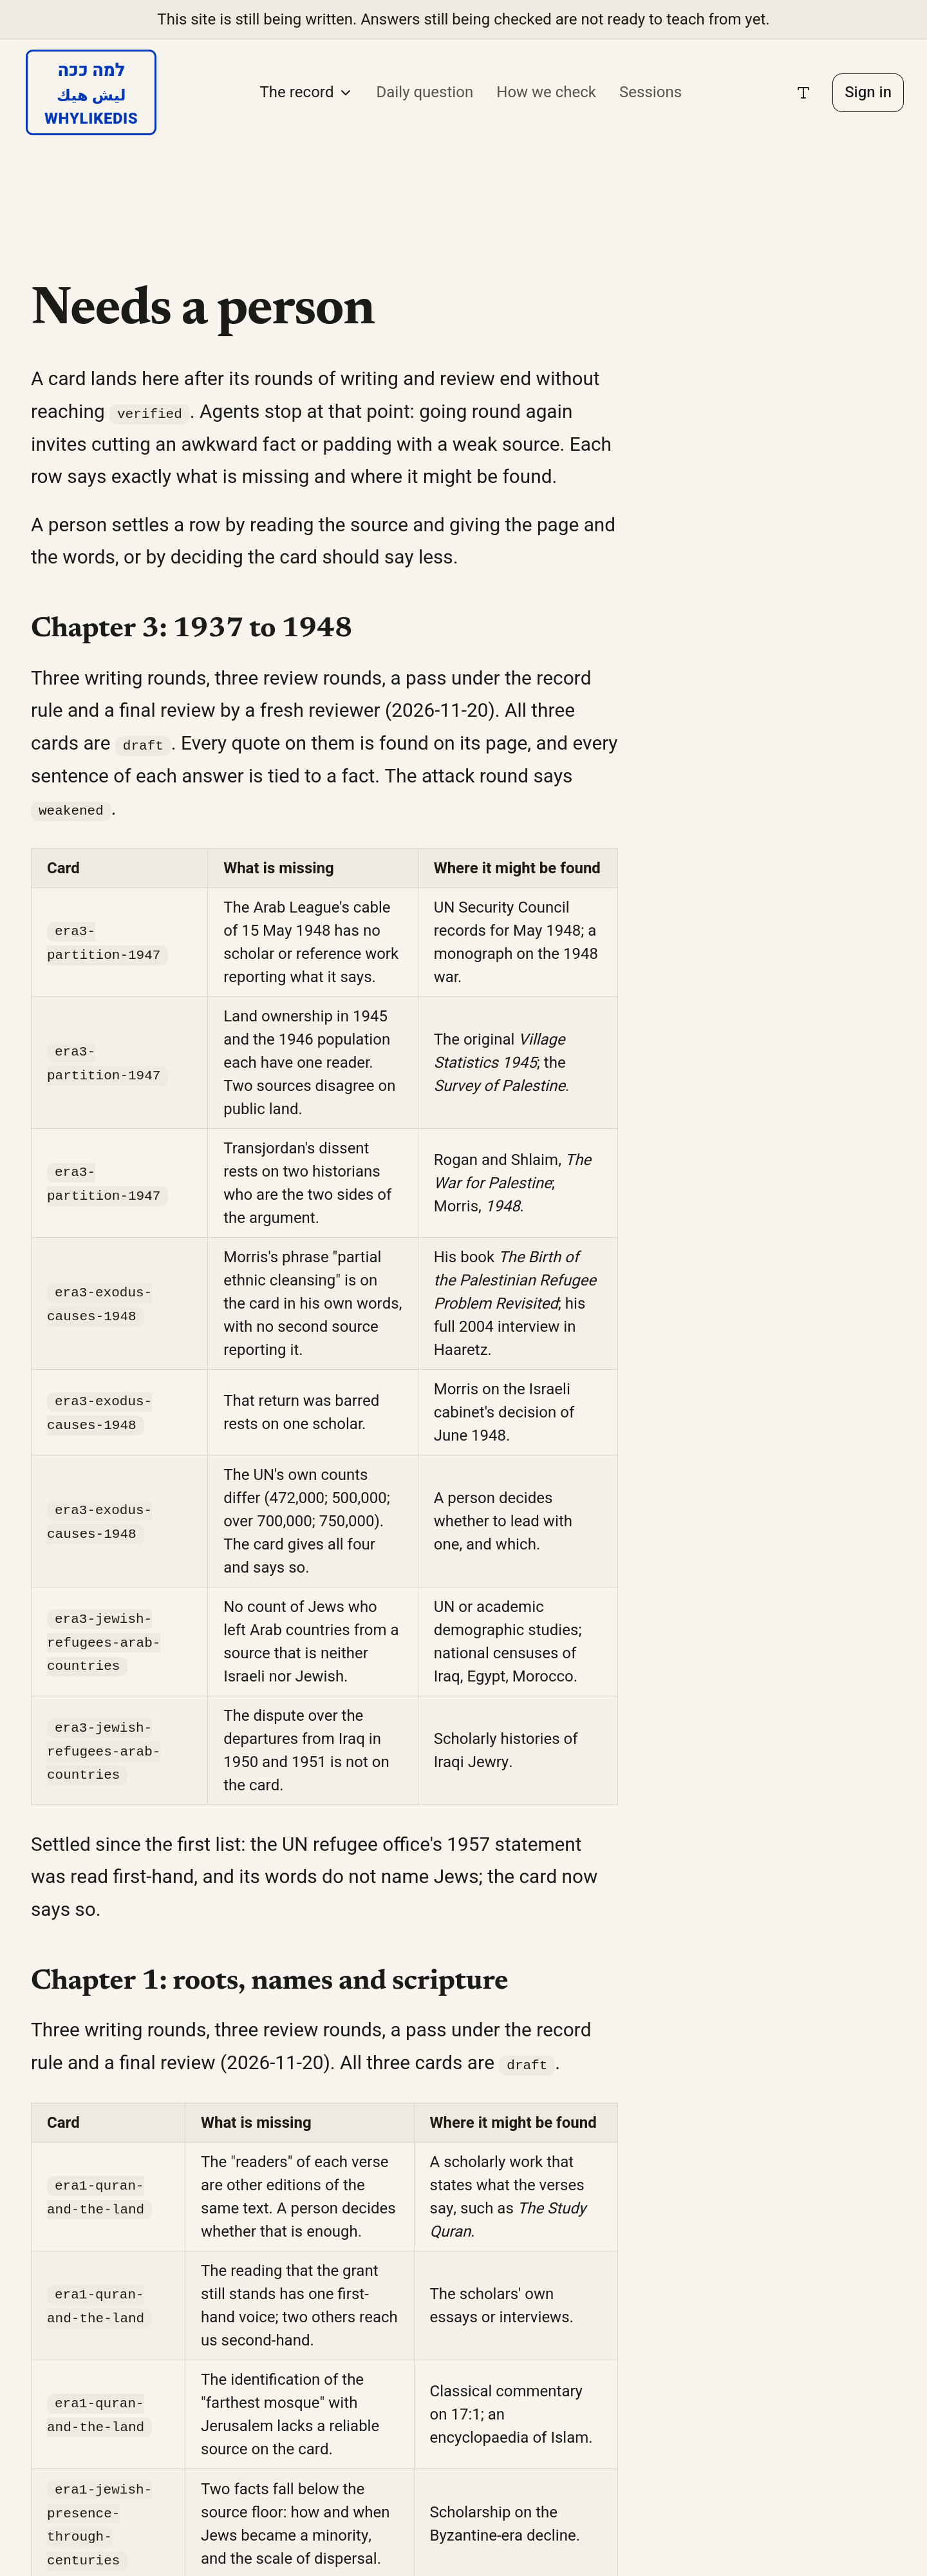 This site is still being written. Answers still being checked are not ready to teach from yet.
למה ככה
ليش هيك
WHYLIKEDIS
The record
Daily question
How we check
Sessions
T
Sign in
Needs a person
A card lands here after its rounds of writing and review end without
reaching verified. Agents stop at that point: going round again
invites cutting an awkward fact or padding with a weak source. Each
row says exactly what is missing and where it might be found.
A person settles a row by reading the source and giving the page and
the words, or by deciding the card should say less.
Chapter 3: 1937 to 1948
Three writing rounds, three review rounds, a pass under the record
rule and a final review by a fresh reviewer (2026-11-20). All three
cards are draft. Every quote on them is found on its page, and every
sentence of each answer is tied to a fact. The attack round says
weakened.
Card
What is missing
Where it might be found
era3-
partition-1947
The Arab League's cable
of 15 May 1948 has no
scholar or reference work
reporting what it says.
UN Security Council
records for May 1948; a
monograph on the 1948
war.
era3-
partition-1947
Land ownership in 1945
and the 1946 population
each have one reader.
Two sources disagree on
public land.
The original Village
Statistics 1945; the
Survey of Palestine.
era3-
partition-1947
Transjordan's dissent
rests on two historians
who are the two sides of
the argument.
Rogan and Shlaim, The
War for Palestine;
Morris, 1948.
era3-exodus-
causes-1948
Morris's phrase "partial
ethnic cleansing" is on
the card in his own words,
with no second source
reporting it.
His book The Birth of
the Palestinian Refugee
Problem Revisited; his
full 2004 interview in
Haaretz.
era3-exodus-
causes-1948
That return was barred
rests on one scholar.
Morris on the Israeli
cabinet's decision of
June 1948.
era3-exodus-
causes-1948
The UN's own counts
differ (472,000; 500,000;
over 700,000; 750,000).
The card gives all four
and says so.
A person decides
whether to lead with
one, and which.
era3-jewish-
refugees-arab-
countries
No count of Jews who
left Arab countries from a
source that is neither
Israeli nor Jewish.
UN or academic
demographic studies;
national censuses of
Iraq, Egypt, Morocco.
era3-jewish-
refugees-arab-
countries
The dispute over the
departures from Iraq in
1950 and 1951 is not on
the card.
Scholarly histories of
Iraqi Jewry.
Settled since the first list: the UN refugee office's 1957 statement
was read first-hand, and its words do not name Jews; the card now
says so.
Chapter 1: roots, names and scripture
Three writing rounds, three review rounds, a pass under the record
rule and a final review (2026-11-20). All three cards are draft.
Card
What is missing
Where it might be found
era1-quran-
and-the-land
The "readers" of each verse
are other editions of the
same text. A person decides
whether that is enough.
A scholarly work that
states what the verses
say, such as The Study
Quran.
era1-quran-
and-the-land
The reading that the grant
still stands has one first-
hand voice; two others reach
us second-hand.
The scholars' own
essays or interviews.
era1-quran-
and-the-land
The identification of the
"farthest mosque" with
Jerusalem lacks a reliable
source on the card.
Classical commentary
on 17:1; an
encyclopaedia of Islam.
era1-jewish-
presence-
through-
centuries
Two facts fall below the
source floor: how and when
Jews became a minority,
and the scale of dispersal.
Scholarship on the
Byzantine-era decline.